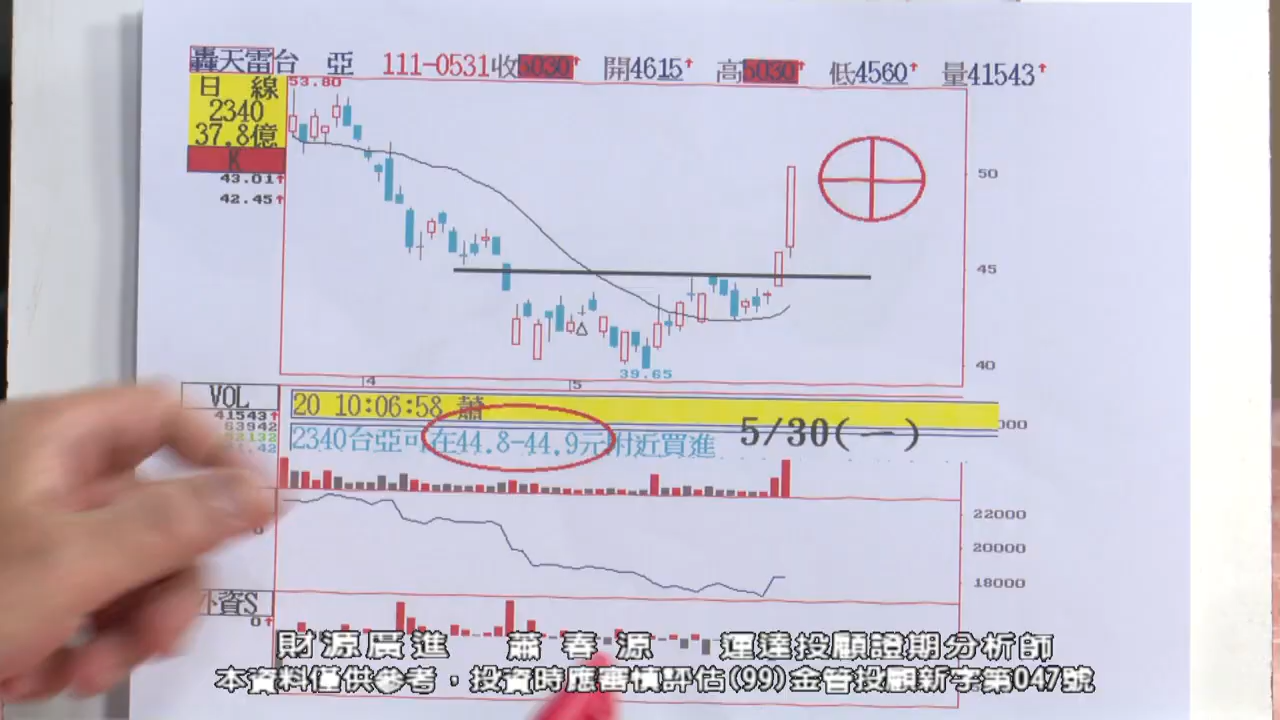 轟天雷台 亞 111-0531收5030↑ 開4615↑ 高5030↑ 低4560↑ 量41543↑
日 線
2340
37.8億
K
43.01↑
42.45↑
53.80
50
45
40
39.65
4
5
VOL
41543↑
63942
20 10:06:58 蕭
2340台亞可在44.8-44.9元附近買進
5/30(一)
22000
20000
18000
外資S
0↑
財源廣進 蕭春源 運達投顧證期分析師
本資料僅供參考，投資時應審慎評估(99)金管投顧新字第047號